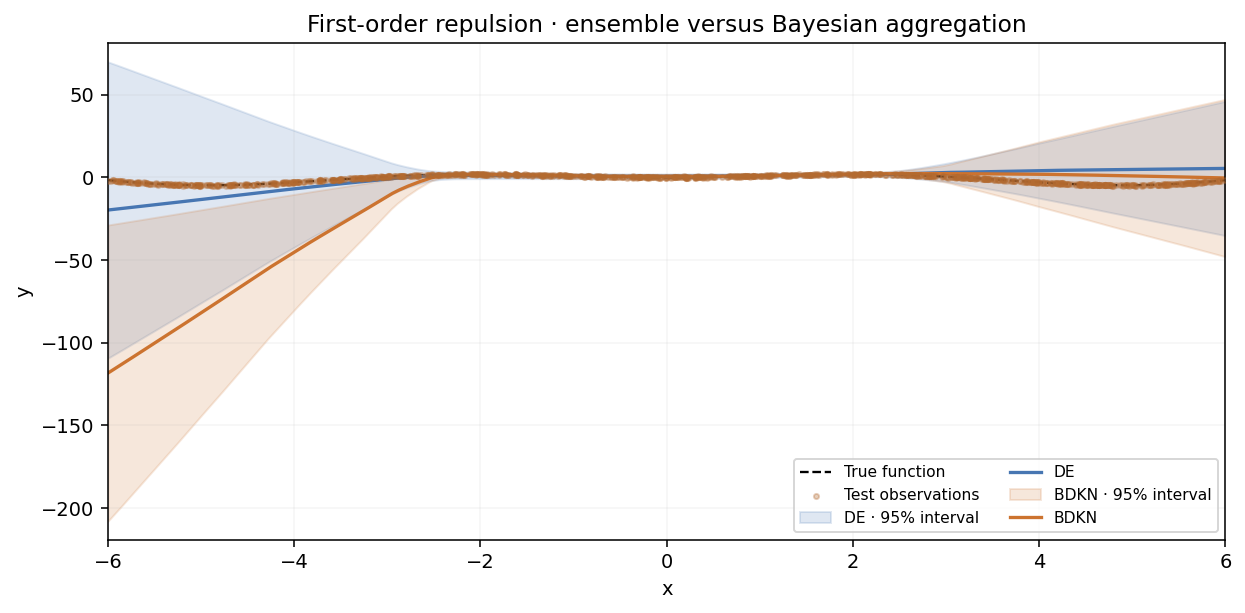 First-order repulsion · ensemble versus Bayesian aggregation
y
50
0
−50
−100
−150
−200
−6
−4
−2
0
2
4
6
x
True function
Test observations
DE · 95% interval
DE
BDKN · 95% interval
BDKN